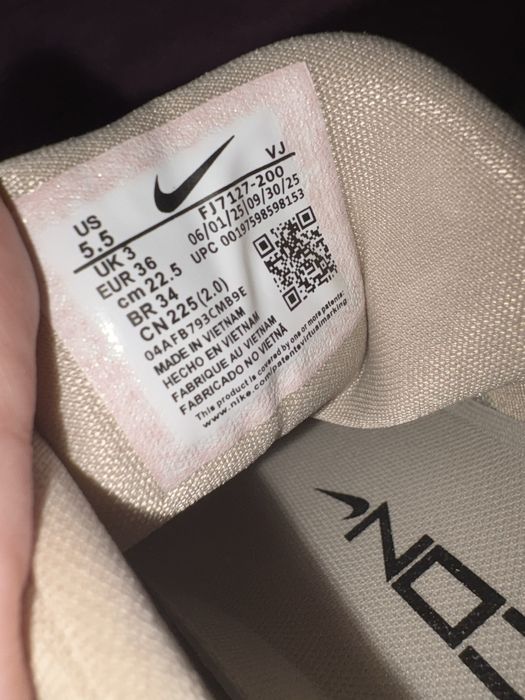 US
5.5
UK 3
EUR 36
cm 22.5
BR 34
CN 225(2.0)
04AFB793CMB9E
MADE IN VIETNAM
HECHO EN VIETNAM
FABRIQUE AU VIETNAM
FABRICADO NO VIETNÃ
This product is covered by one or more patents:
www.nike.com/patentsvirtualmarking
VJ
FJ7127-200
06/01/25 09/30/25
UPC 00197598598153